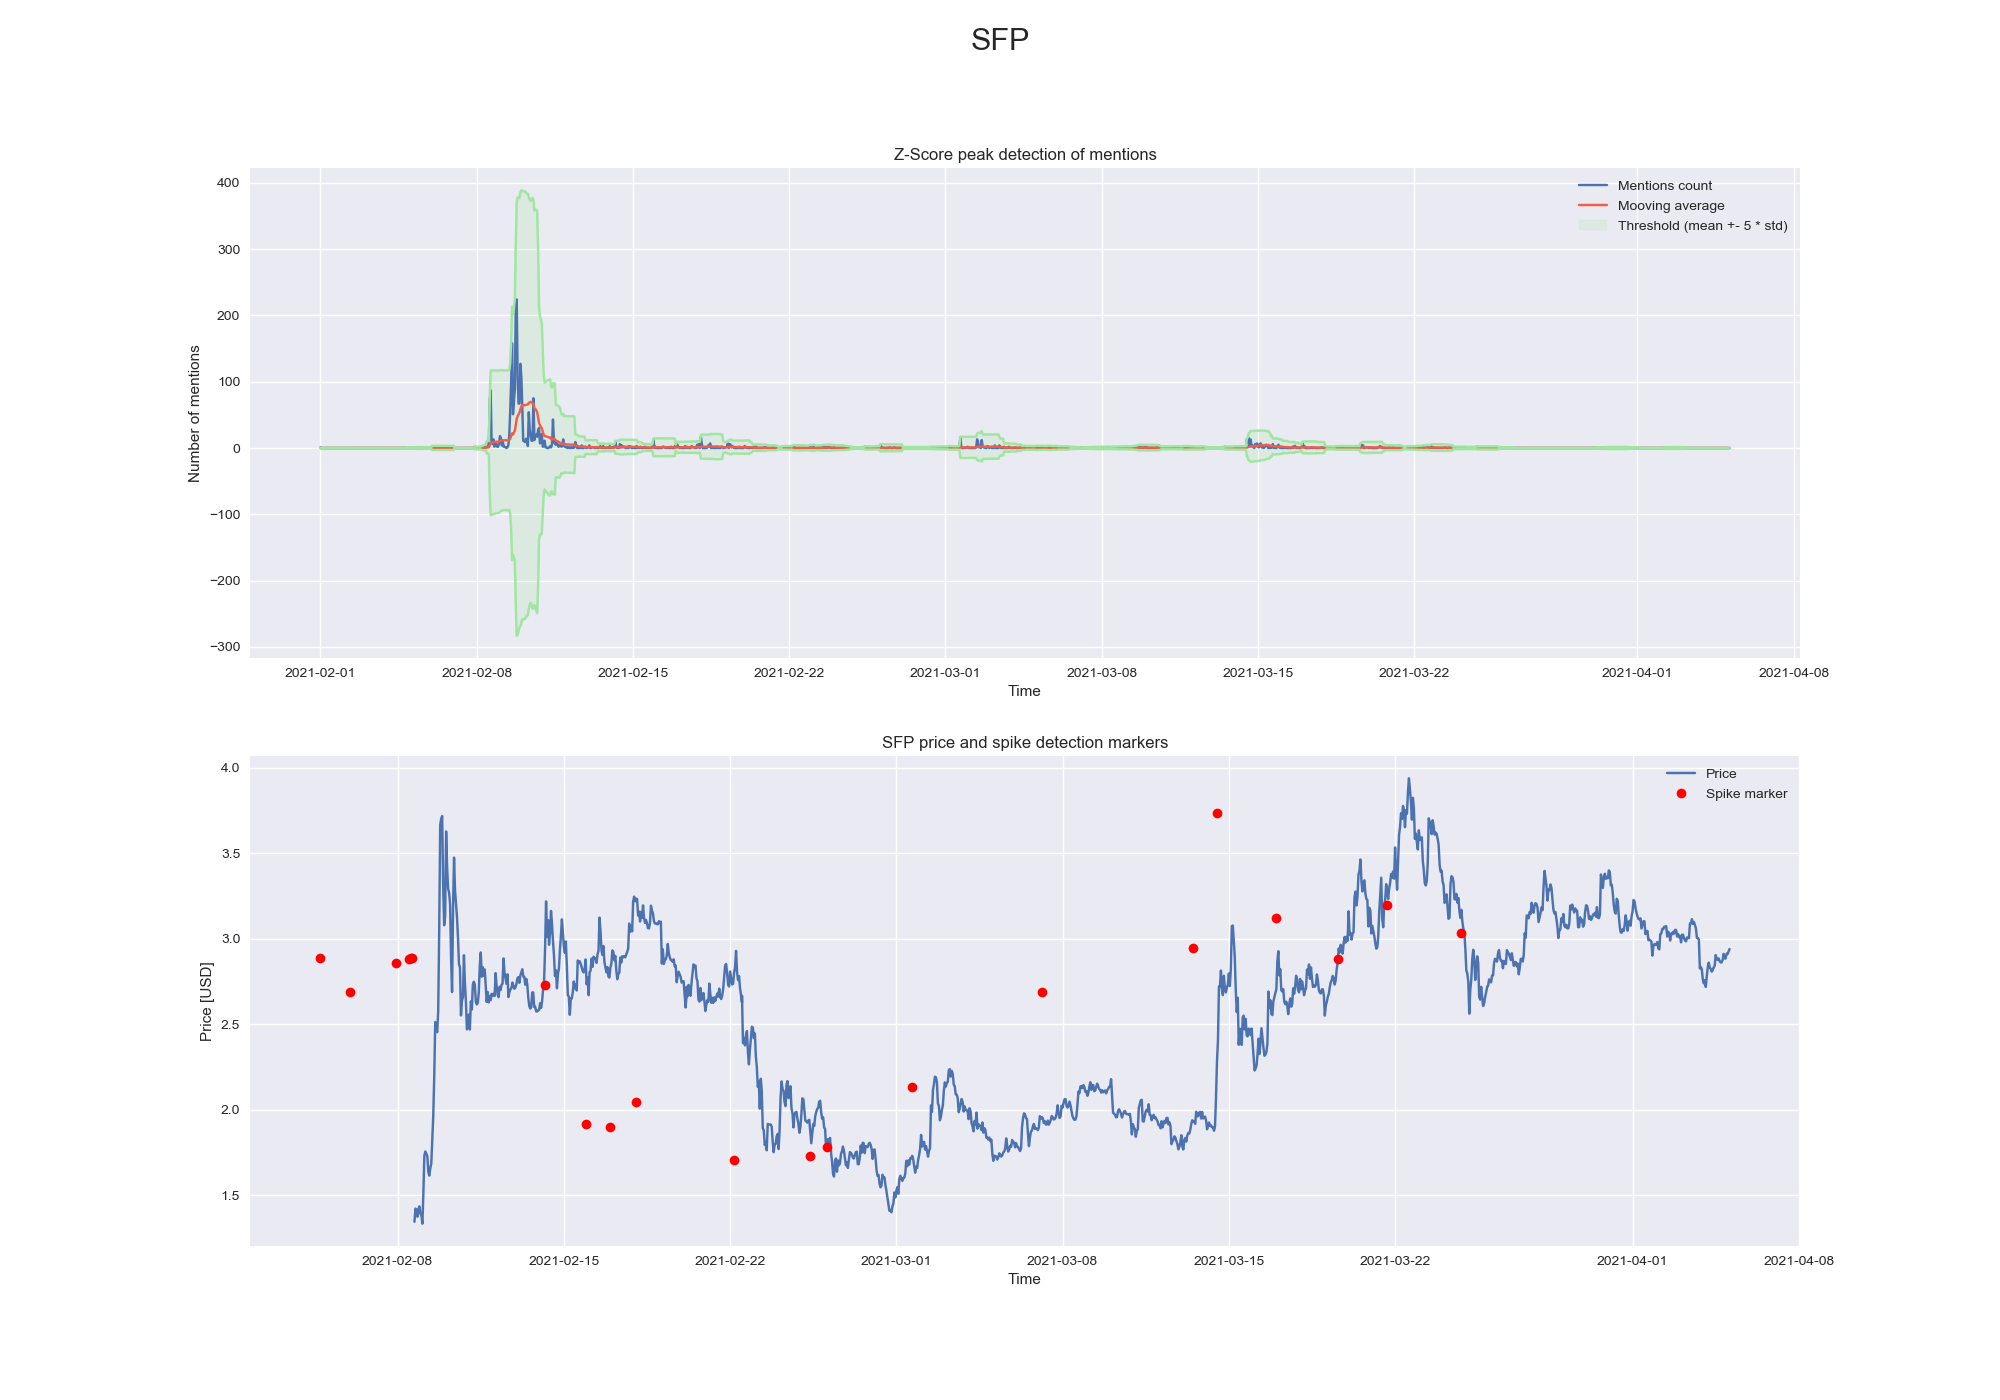 SFP
Z-Score peak detection of mentions
Mentions count
Mooving average
Threshold (mean +- 5 * std)
400
300
200
100
0
−100
−200
−300
Number of mentions
2021-02-01 2021-02-08 2021-02-15 2021-02-22 2021-03-01 2021-03-08 2021-03-15 2021-03-22 2021-04-01 2021-04-08
Time
SFP price and spike detection markers
Price
Spike marker
4.0
3.5
3.0
2.5
2.0
1.5
Price [USD]
2021-02-08 2021-02-15 2021-02-22 2021-03-01 2021-03-08 2021-03-15 2021-03-22 2021-04-01 2021-04-08
Time